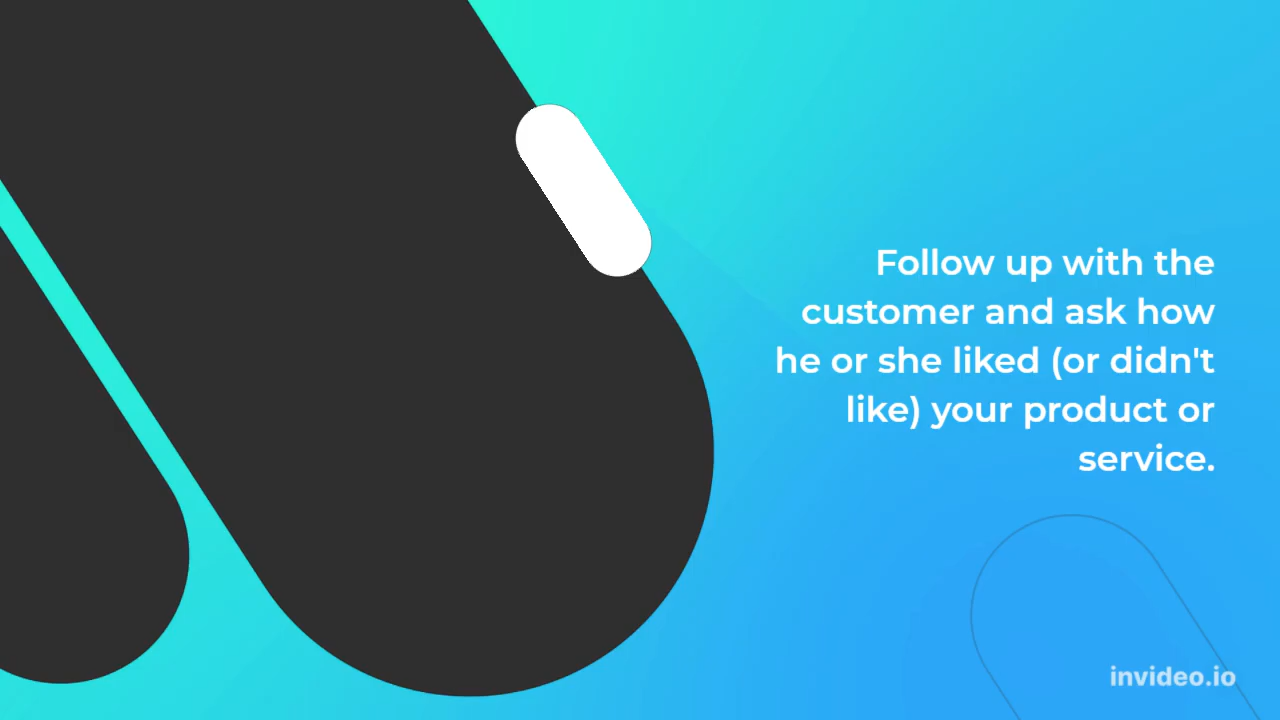 Follow up with the
customer and ask how
he or she liked (or didn't
like) your product or
service.
invideo.io